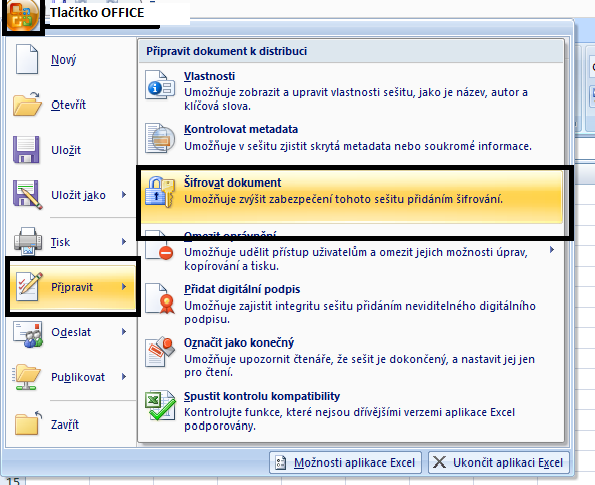 Tlačítko OFFICE
Nový
Otevřít
Uložit
Uložit jako
Tisk
Připravit
Odeslat
Publikovat
Zavřít
Připravit dokument k distribuci
Vlastnosti
Umožňuje zobrazit a upravit vlastnosti sešitu, jako je název, autor a
klíčová slova.
Kontrolovat metadata
Umožňuje v sešitu zjistit skrytá metadata nebo soukromé informace.
Šifrovat dokument
Umožňuje zvýšit zabezpečení tohoto sešitu přidáním šifrování.
Omezit oprávnění
Umožňuje udělit přístup uživatelům a omezit jejich možnosti úprav,
kopírování a tisku.
Přidat digitální podpis
Umožňuje zajistit integritu sešitu přidáním neviditelného digitálního
podpisu.
Označit jako konečný
Umožňuje upozornit čtenáře, že sešit je dokončený, a nastavit jej jen
pro čtení.
Spustit kontrolu kompatibility
Kontrolujte funkce, které nejsou dřívějšími verzemi aplikace Excel
podporovány.
Možnosti aplikace Excel
Ukončit aplikaci Excel
15